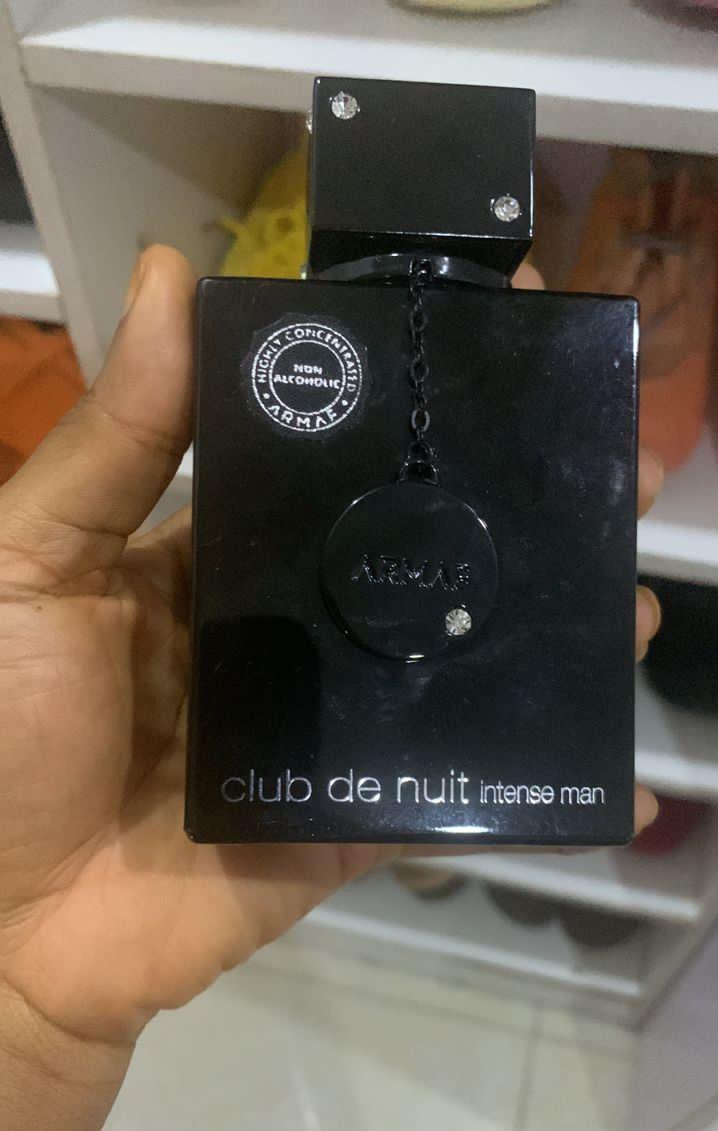 HIGHLY CONCENTRATED
NON
ALCOHOLIC
ARMAF
ARMAF
club de nuit intense man